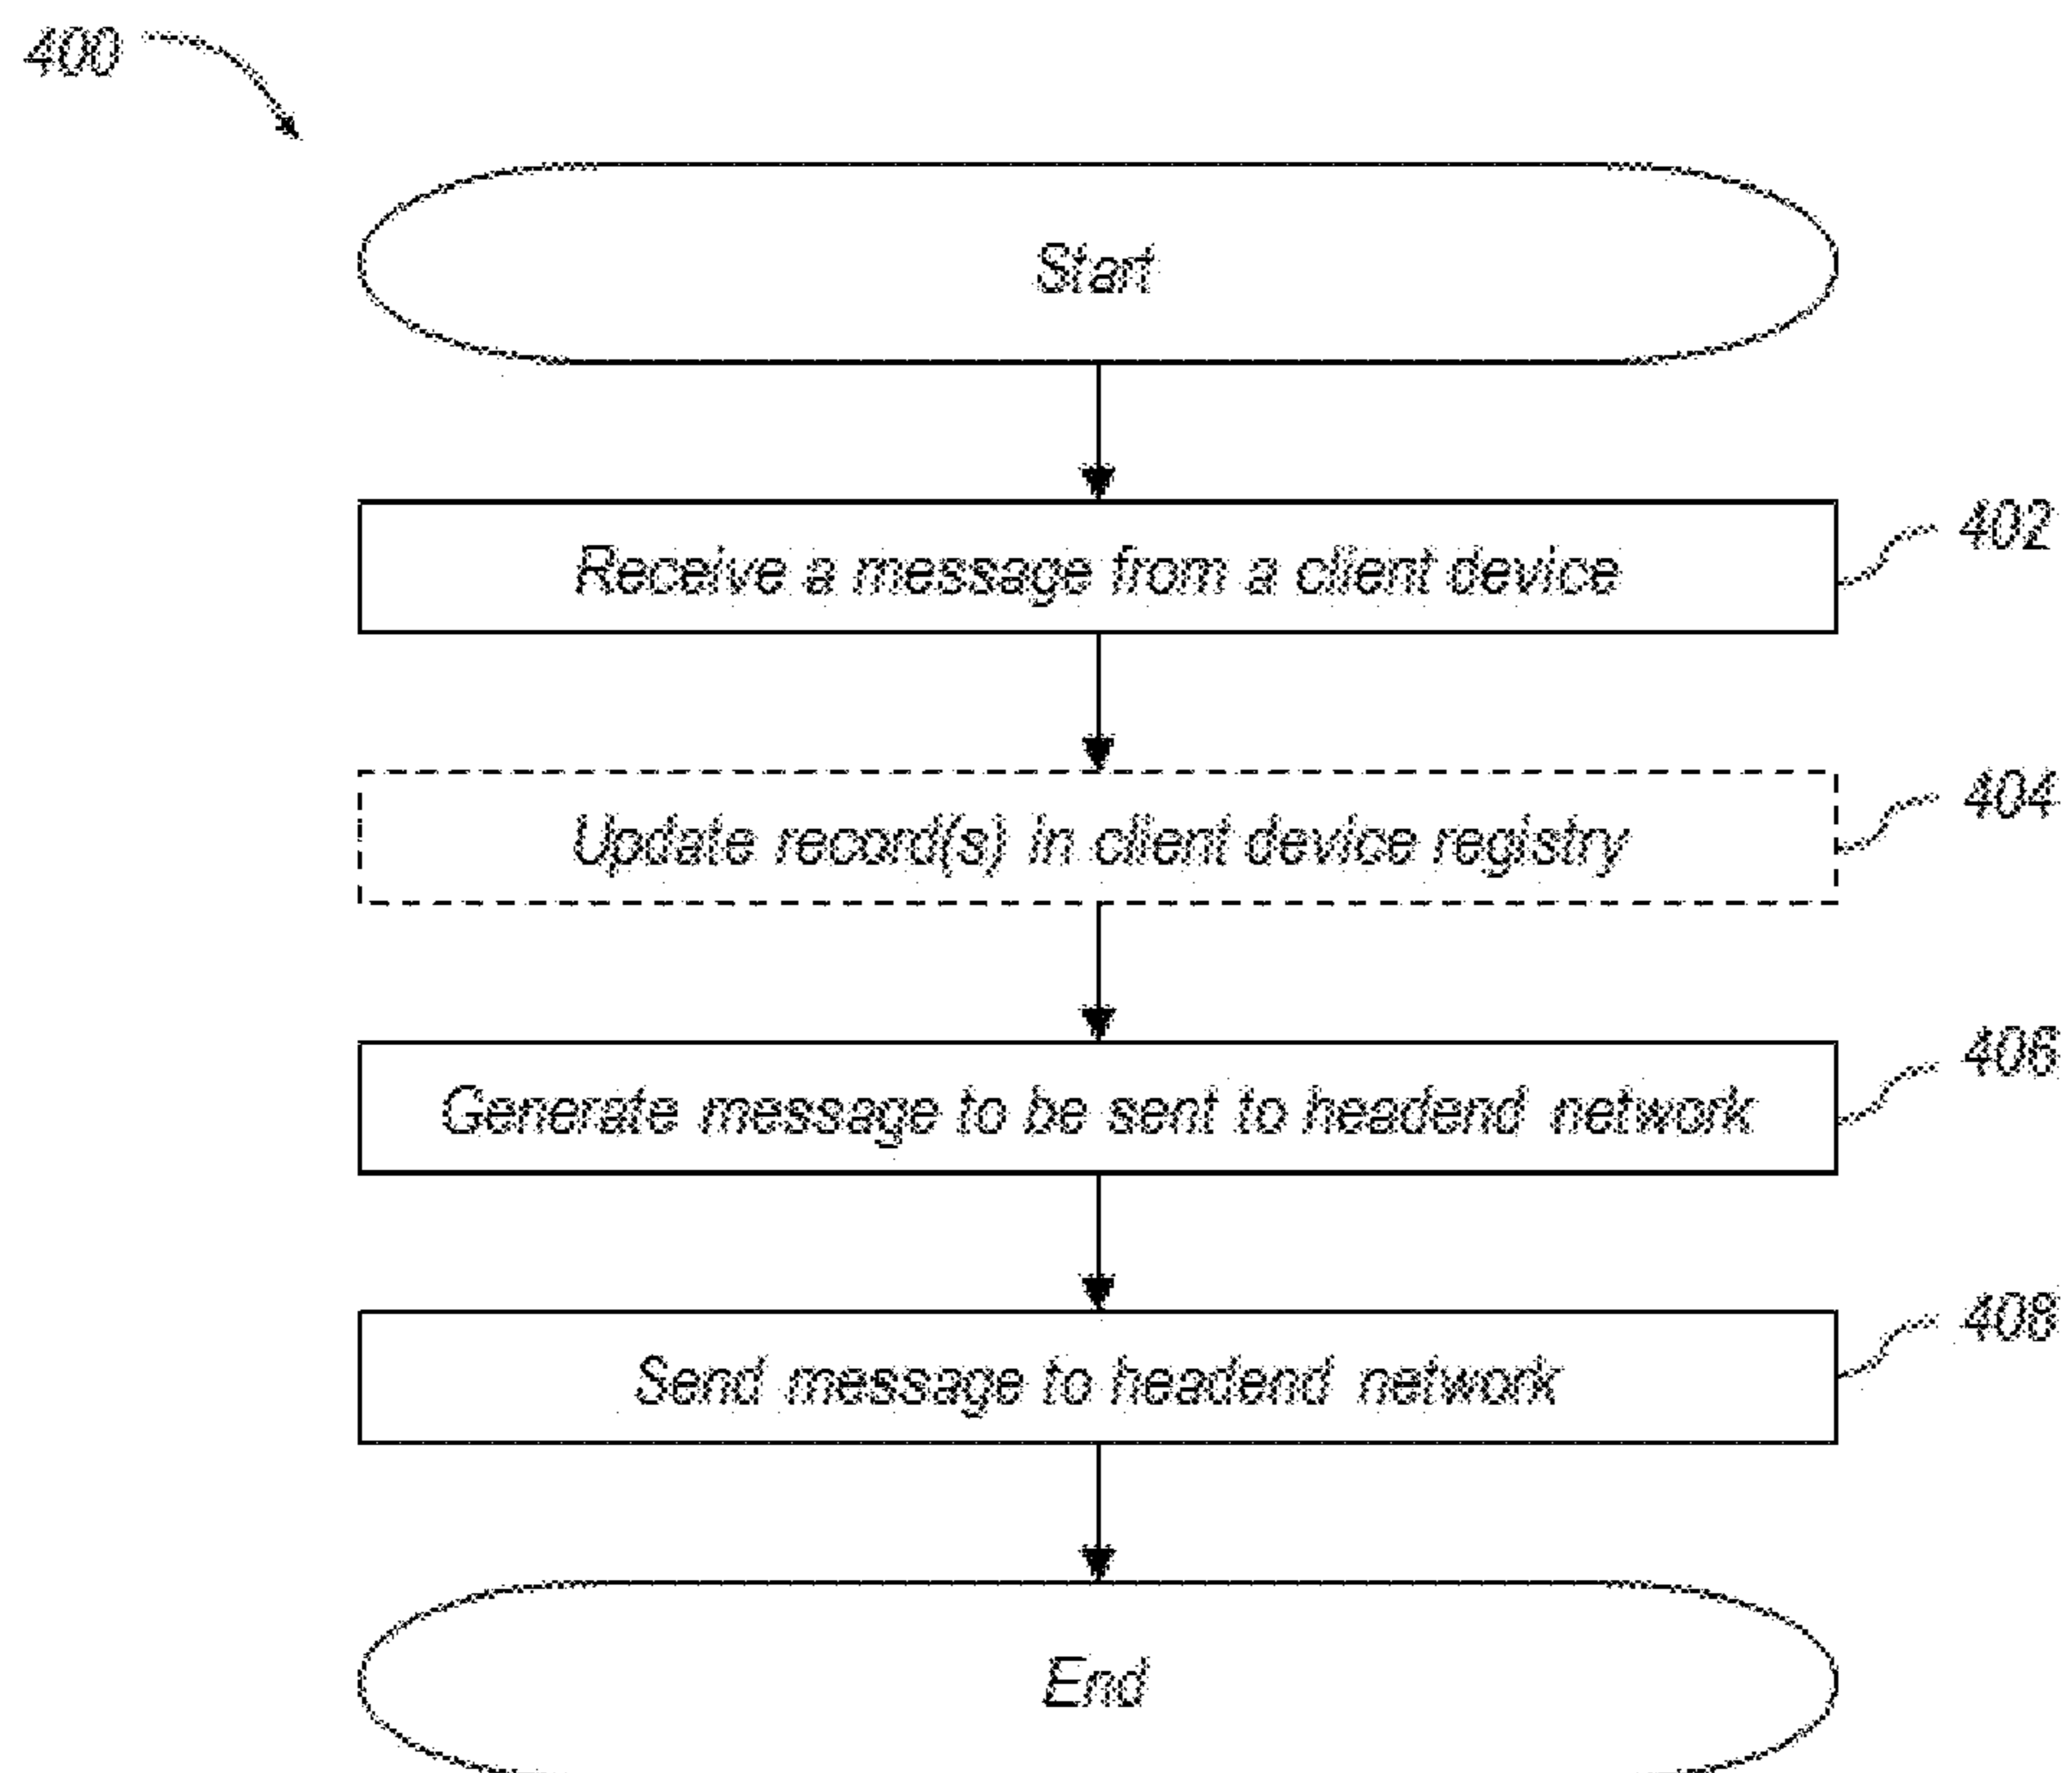 400
Start
Receive a message from a client device
402
Update record(s) in client device registry
404
Generate message to be sent to headend network
406
Send message to headend network
408
End